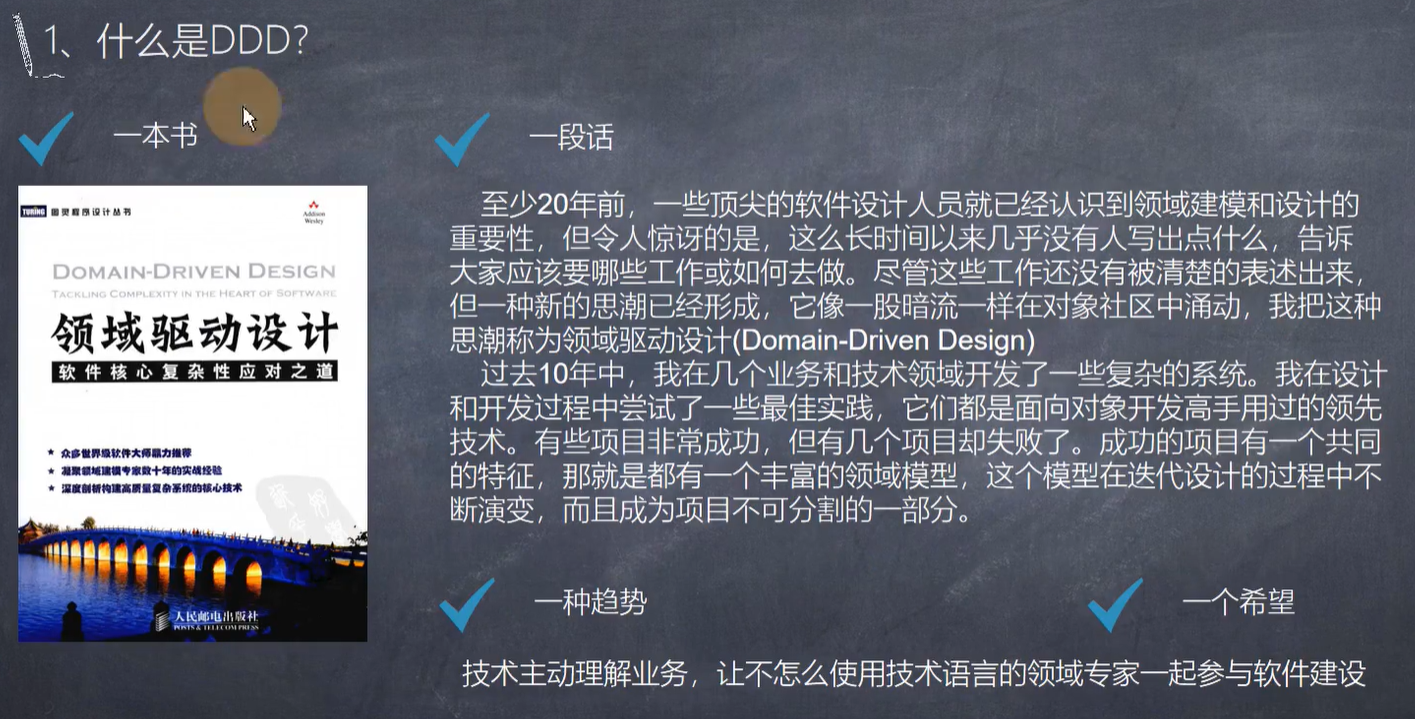 1、什么是DDD?
一本书
TURING 图灵程序设计丛书
Addison
Wesley
DOMAIN-DRIVEN DESIGN
TACKLING COMPLEXITY IN THE HEART OF SOFTWARE
领域驱动设计
软件核心复杂性应对之道
★ 众多世界级软件大师鼎力推荐
★ 凝聚领域建模专家数十年的实战经验
★ 深度剖析构建高质量复杂系统的核心技术
人民邮电出版社
POSTS & TELECOM PRESS
一段话
至少20年前，一些顶尖的软件设计人员就已经认识到领域建模和设计的
重要性，但令人惊讶的是，这么长时间以来几乎没有人写出点什么，告诉
大家应该要哪些工作或如何去做。尽管这些工作还没有被清楚的表述出来，
但一种新的思潮已经形成，它像一股暗流一样在对象社区中涌动，我把这种
思潮称为领域驱动设计(Domain-Driven Design)
过去10年中，我在几个业务和技术领域开发了一些复杂的系统。我在设计
和开发过程中尝试了一些最佳实践，它们都是面向对象开发高手用过的领先
技术。有些项目非常成功，但有几个项目却失败了。成功的项目有一个共同
的特征，那就是都有一个丰富的领域模型，这个模型在迭代设计的过程中不
断演变，而且成为项目不可分割的一部分。
一种趋势
一个希望
技术主动理解业务，让不怎么使用技术语言的领域专家一起参与软件建设